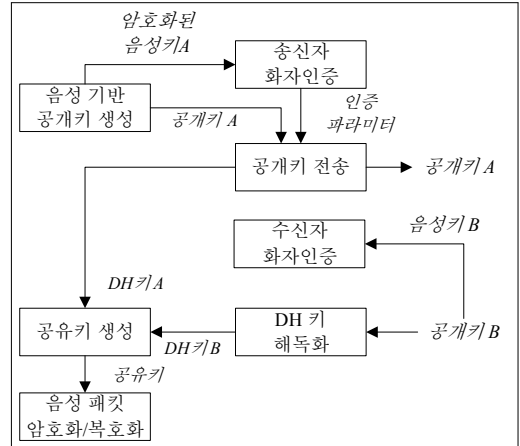 암호화된
음성키A
송신자
화자인증
음성 기반
공개키 생성
공개키 A
인증
파라미터
공개키 전송
공개키 A
수신자
화자인증
음성키 B
DH키 A
공유키 생성
DH키 B
DH 키
해독화
공개키 B
공유키
음성 패킷
암호화/복호화